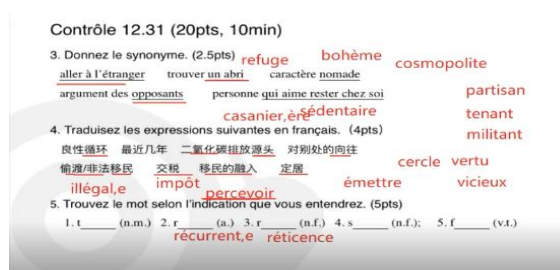 Contrôle 12.31 (20pts, 10min)
3. Donnez le synonyme. (2.5pts) refuge bohème cosmopolite
aller à l'étranger trouver un abri caractère nomade
argument des opposants personne qui aime rester chez soi partisan
casanier,ère sédentaire tenant
4. Traduisez les expressions suivantes en français. (4pts) militant
良性循环 最近几年 二氧化碳排放源头 对别处的向往
cercle vertu
偷渡/非法移民 交税 移民的融入 定居
illégal,e impôt percevoir émettre vicieux
5. Trouvez le mot selon l'indication que vous entendrez. (5pts)
1. t_____ (n.m.) 2. r_____ (a.) 3. r_____ (n.f.) 4. s_____ (n.f.); 5. f_____ (v.t.)
récurrent,e réticence